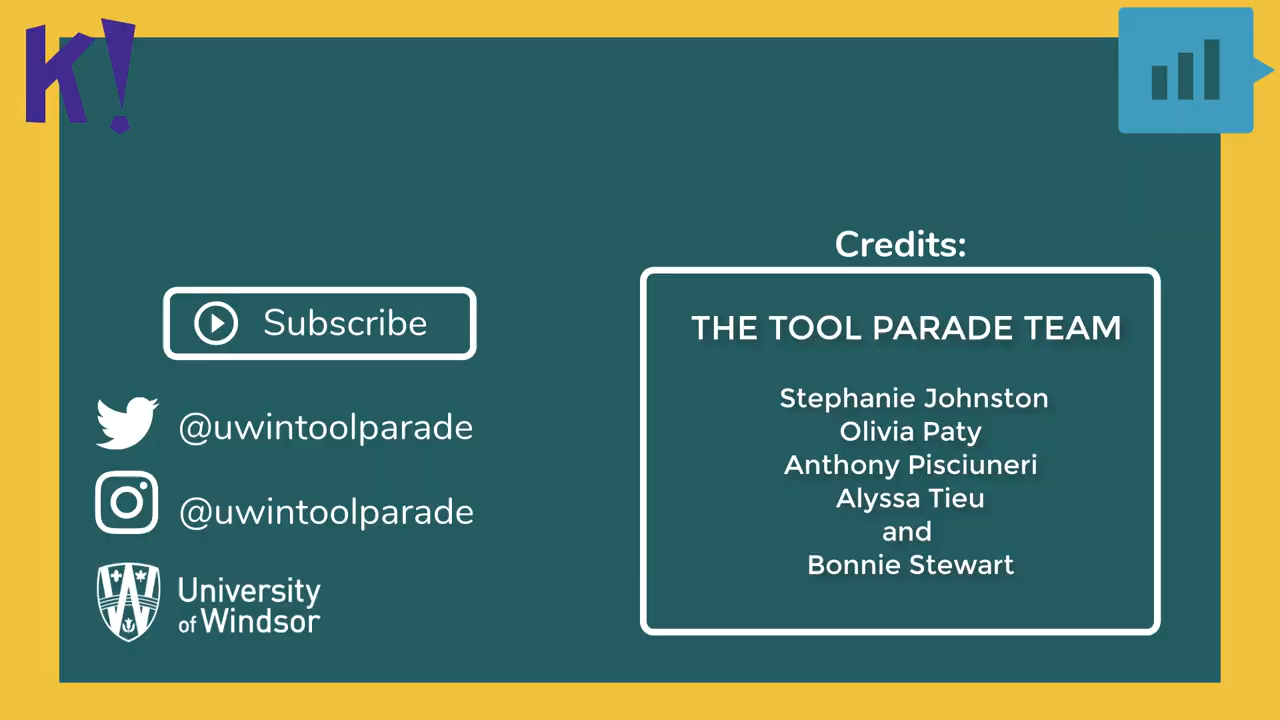 K!
Subscribe
@uwintoolparade
@uwintoolparade
University
of Windsor
Credits:
THE TOOL PARADE TEAM
Stephanie Johnston
Olivia Paty
Anthony Pisciuneri
Alyssa Tieu
and
Bonnie Stewart